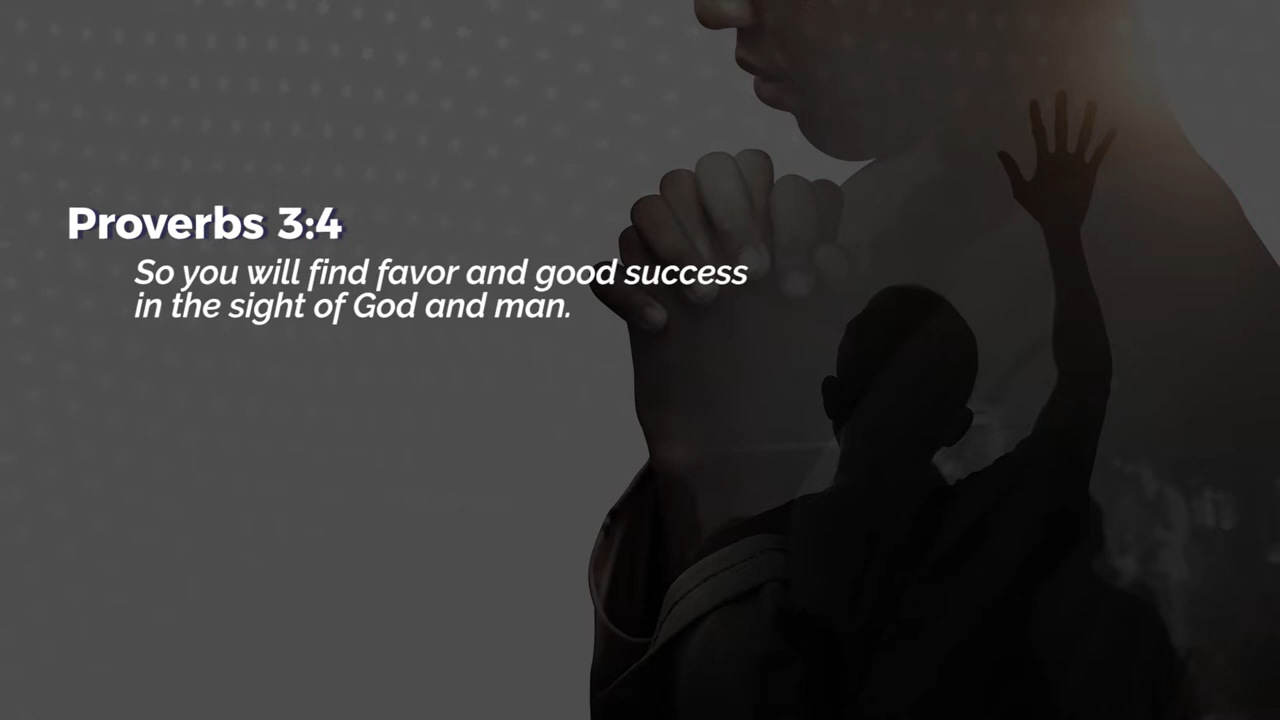 Proverbs 3:4
So you will find favor and good success
in the sight of God and man.